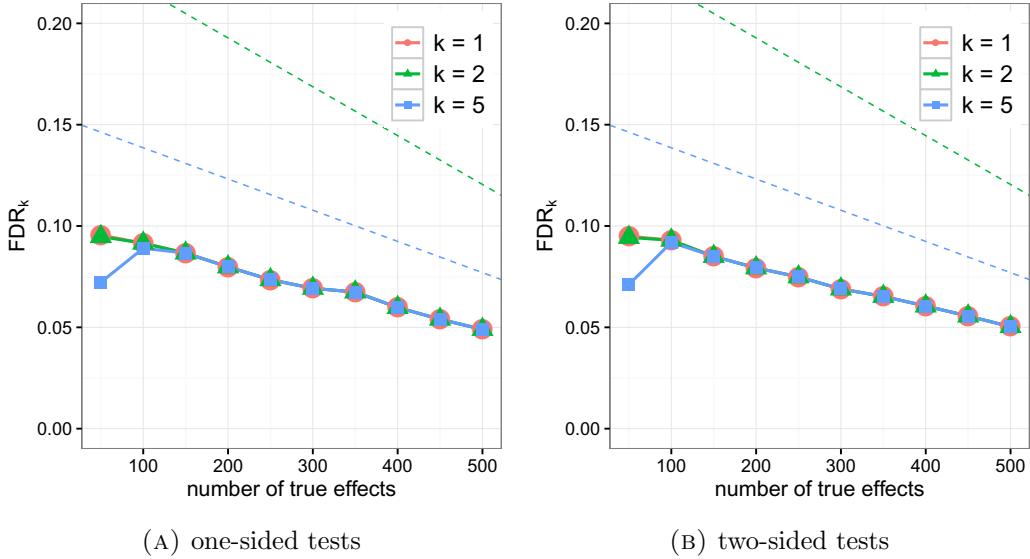 0.20
0.15
0.10
0.05
0.00
FDRk
k = 1
k = 2
k = 5
100 200 300 400 500
number of true effects
(A) one-sided tests
0.20
0.15
0.10
0.05
0.00
FDRk
k = 1
k = 2
k = 5
100 200 300 400 500
number of true effects
(B) two-sided tests